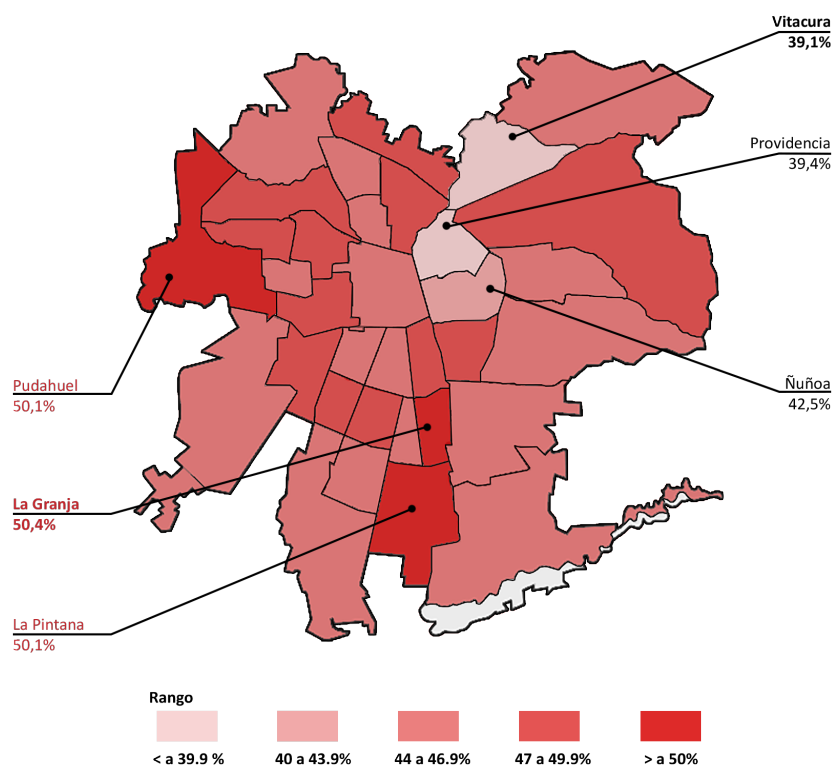 Vitacura
39,1%
Providencia
39,4%
Pudahuel
50,1%
Ñuñoa
42,5%
La Granja
50,4%
La Pintana
50,1%
Rango
< a 39.9 %
40 a 43.9%
44 a 46.9%
47 a 49.9%
> a 50%